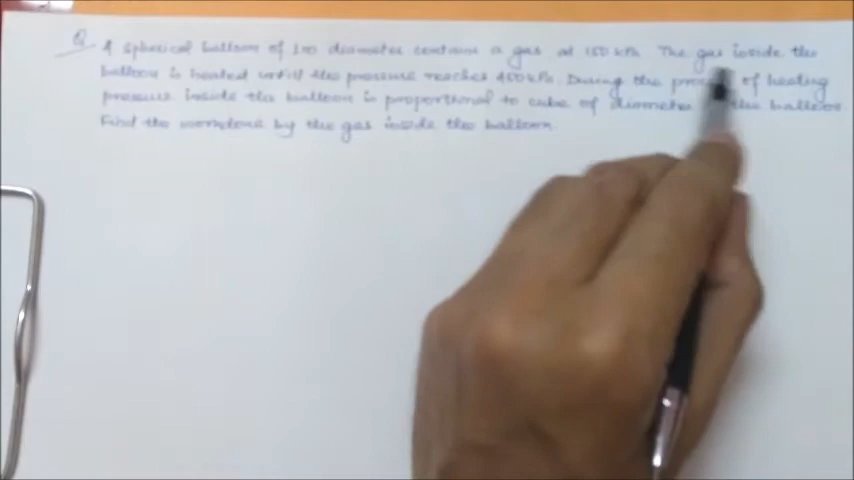 Q A spherical balloon of 1m diameter contain a gas at 150 kPa The gas inside the
balloon is heated until the pressure reaches 450 kPa. During the process of heating
pressure inside the balloon is proportional to cube of diameter the balloon
Find the workdone by the gas inside the balloon